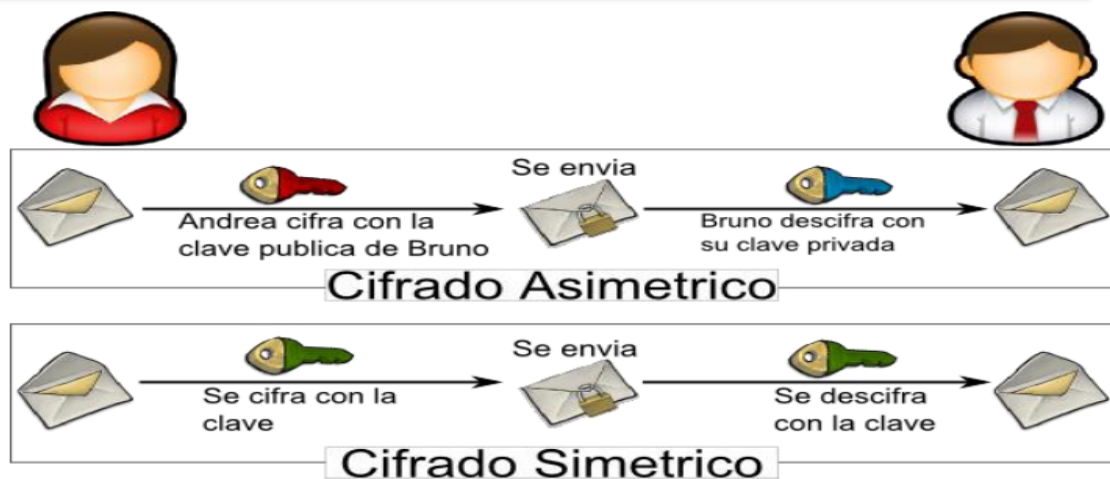 Se envia
Andrea cifra con la
clave publica de Bruno
Bruno descifra con
su clave privada
Cifrado Asimetrico
Se envia
Se cifra con la
clave
Se descifra
con la clave
Cifrado Simetrico